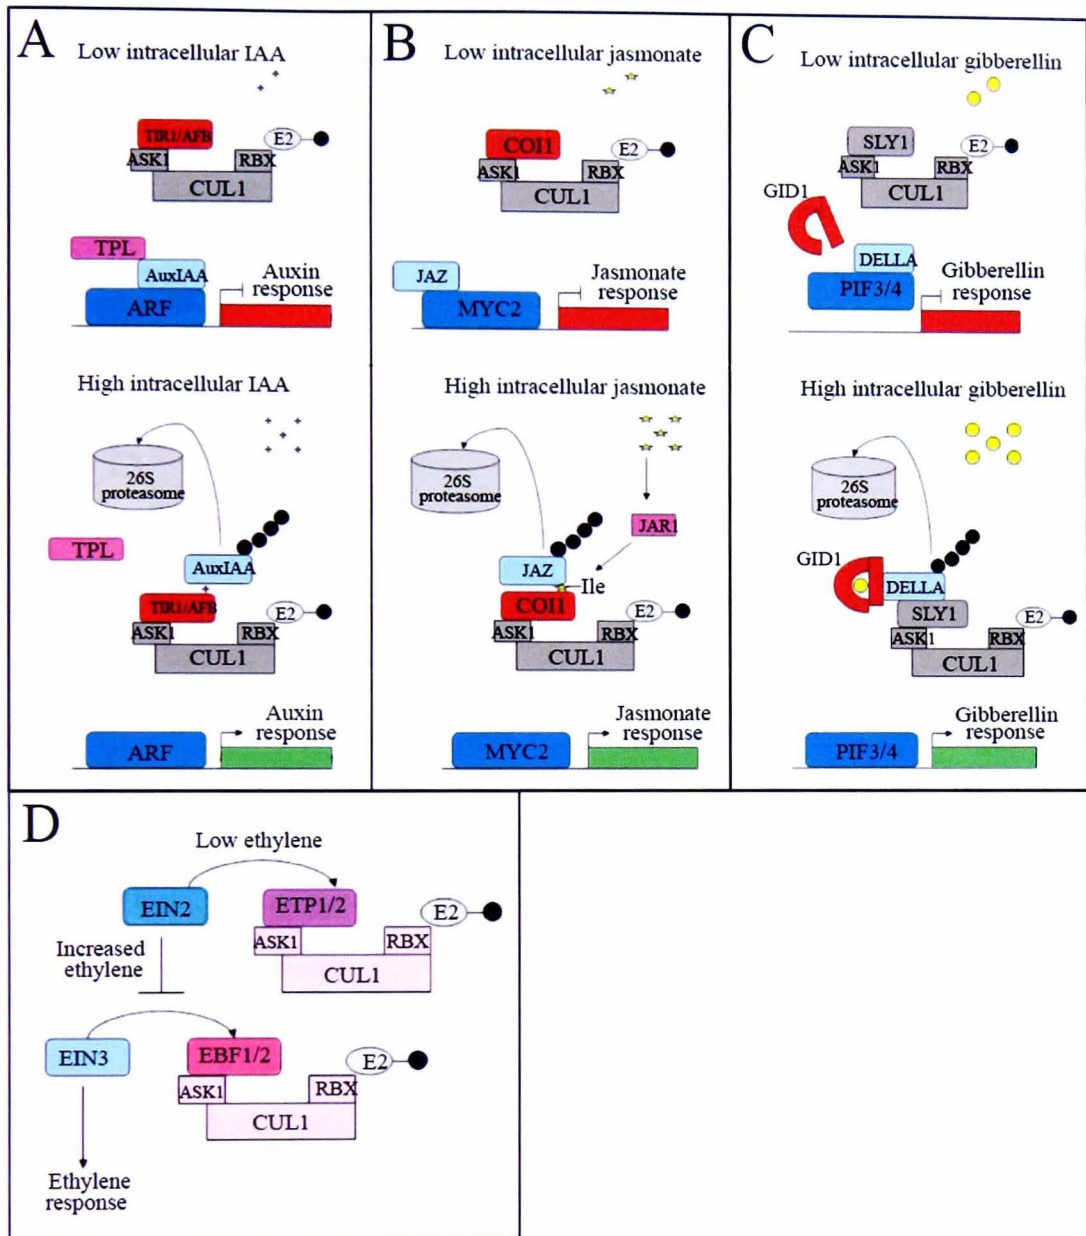 A
Low intracellular IAA
TIR1/AFB
E2
ASK1
RBX
CUL1
TPL
AuxIAA
Auxin
response
ARF
High intracellular IAA
26S
proteasome
TPL
AuxIAA
TIR1/AFB
E2
ASK1
RBX
CUL1
Auxin
response
ARF
B
Low intracellular jasmonate
COI1
E2
ASK1
RBX
CUL1
JAZ
Jasmonate
response
MYC2
High intracellular jasmonate
26S
proteasome
JAR1
JAZ
Ile
COI1
E2
ASK1
RBX
CUL1
Jasmonate
response
MYC2
C
Low intracellular gibberellin
SLY1
E2
ASK1
RBX
CUL1
GID1
DELLA
Gibberellin
response
PIF3/4
High intracellular gibberellin
26S
proteasome
GID1
DELLA
SLY1
E2
ASK1
RBX
CUL1
Gibberellin
response
PIF3/4
D
Low ethylene
EIN2
ETP1/2
E2
ASK1
RBX
CUL1
Increased
ethylene
EIN3
EBF1/2
E2
ASK1
RBX
CUL1
Ethylene
response